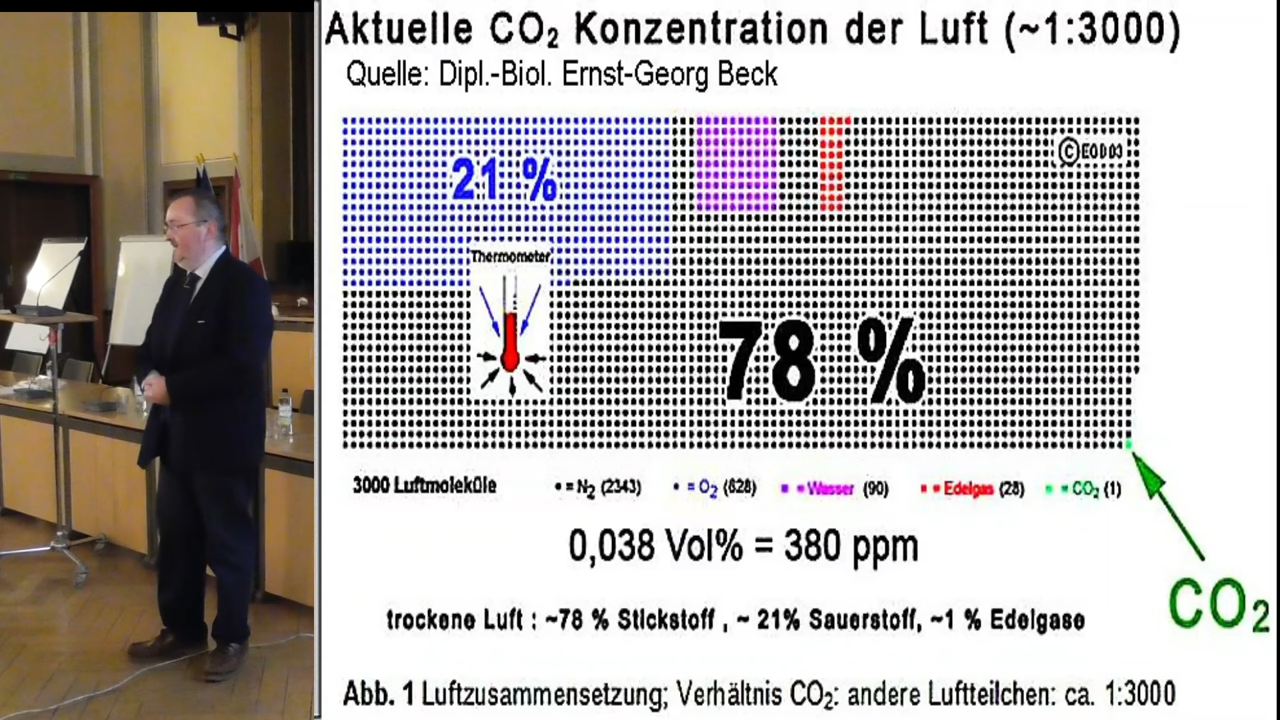 Aktuelle CO₂ Konzentration der Luft (~1:3000)
Quelle: Dipl.-Biol. Ernst-Georg Beck
21 %
Thermometer
78 %
3000 Luftmoleküle
• = N₂ (2343)
• = O₂ (628)
= Wasser (90)
= Edelgas (28)
= CO₂ (1)
0,038 Vol% = 380 ppm
CO₂
trockene Luft : ~78 % Stickstoff , ~ 21% Sauerstoff, ~1 % Edelgase
Abb. 1 Luftzusammensetzung; Verhältnis CO₂: andere Luftteilchen: ca. 1:3000